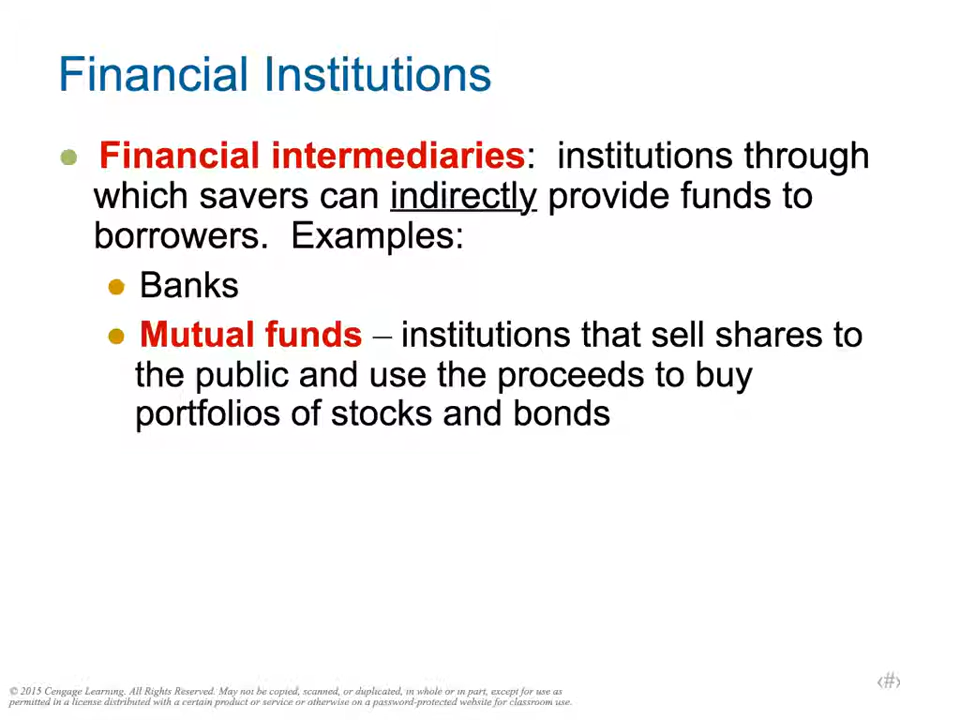 Financial Institutions
● Financial intermediaries:  institutions through
which savers can indirectly provide funds to
borrowers.  Examples:
● Banks
● Mutual funds – institutions that sell shares to
the public and use the proceeds to buy
portfolios of stocks and bonds
© 2015 Cengage Learning. All Rights Reserved. May not be copied, scanned, or duplicated, in whole or in part, except for use as
permitted in a license distributed with a certain product or service or otherwise on a password-protected website for classroom use.
‹#›